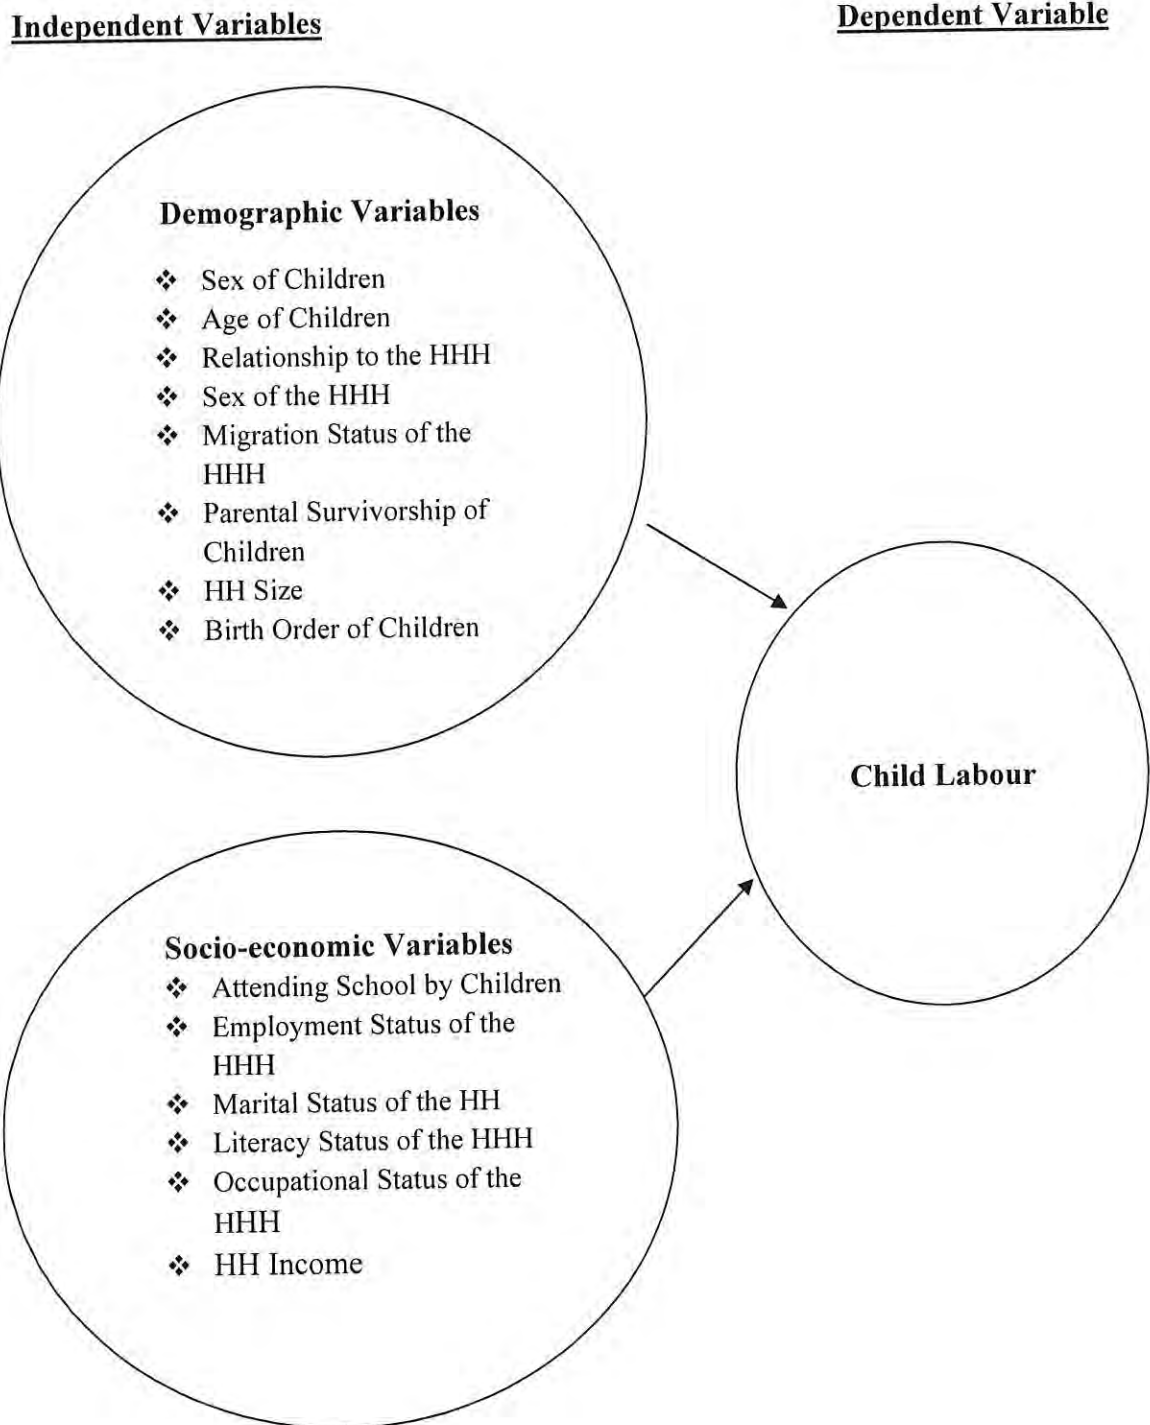 Independent Variables
Dependent Variable
Demographic Variables
❖ Sex of Children
❖ Age of Children
❖ Relationship to the HHH
❖ Sex of the HHH
❖ Migration Status of the
HHH
❖ Parental Survivorship of
Children
❖ HH Size
❖ Birth Order of Children
Child Labour
Socio-economic Variables
❖ Attending School by Children
❖ Employment Status of the
HHH
❖ Marital Status of the HH
❖ Literacy Status of the HHH
❖ Occupational Status of the
HHH
❖ HH Income